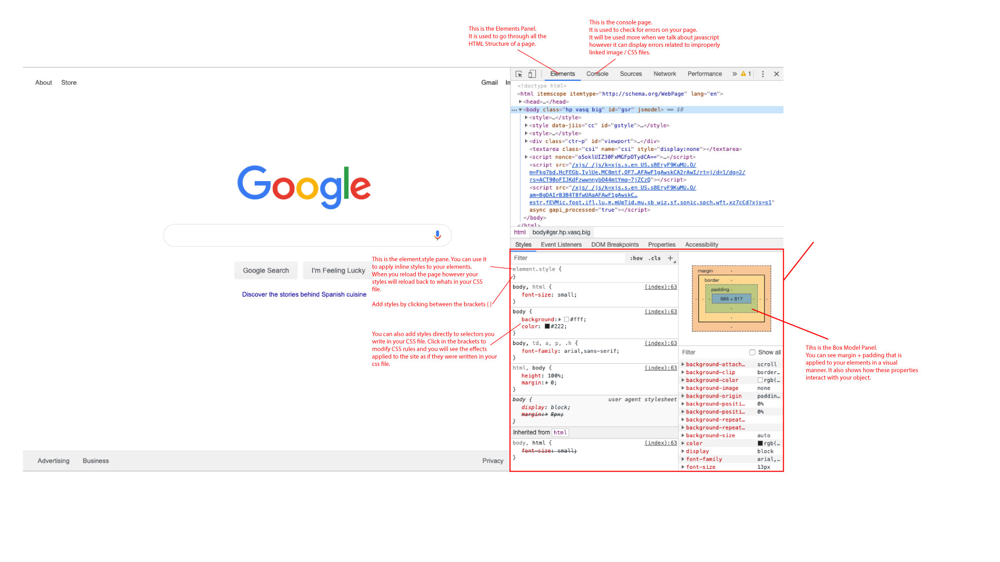 This is the Elements Panel.
It is used to go through all the
HTML Structure of a page.
This is the console page.
It is used to check for errors on your page.
It will be used more when we talk about javascript
however it can display errors related to improperly
linked image / CSS files.
About Store
Gmail
Elements Console Sources Network Performance » 1
<!doctype html>
<html itemscope itemtype="http://schema.org/WebPage" lang="en">
<head>…</head>
…<body class="hp vasq big" id="gsr" jsmodel> == $0
<style>…</style>
<style data-jiis="cc" id="gstyle">…</style>
<style>…</style>
<div class="ctr-p" id="viewport">…</div>
<textarea class="csi" name="csi" style="display:none"></textarea>
<script nonce="o5oklUIZ30FxMGFpOTydCA==">…</script>
<script src="/xjs/_/js/k=xjs.s.en_US.sBEryF9KuMU.O/
m=Fkg7bd,HcFEGb,IvlUe,MC8mtf,OF7…AFAwF1gAwskCA2rAwI/rt=j/d=1/dg=2/
rs=ACT90oFIJKdFzwwnnybO44mtYmq-7jZCzQ"></script>
<script src="/xjs/_/js/k=xjs.s.en_US.sBEryF9KuMU.O/
am=BgDAIrB3B4T8fwUAaAFAwF1gAwskC…
estr,fEVMic,foot,ifl,lu,m,mUpTid,mu,sb_wiz,sf,sonic,spch,wft,xz7cCd?xjs=s1"
async gapi_processed="true"></script>
</body>
</html>
html body#gsr.hp.vasq.big
Styles Event Listeners DOM Breakpoints Properties Accessibility
Google
Google Search I'm Feeling Lucky
Discover the stories behind Spanish cuisine
This is the element.style pane. You can use it
to apply inline styles to your elements.
When you reload the page however your
styles will reload back to whats in your CSS
file.
Add styles by clicking between the brackets { }
You can also add styles directly to selectors you
write in your CSS file. Click in the brackets to
modify CSS rules and you will see the effects
applied to the site as if they were written in your
css file.
Filter :hov .cls +
element.style {
}
body, html { (index):63
font-size: small;
}
body { (index):63
background: #fff;
color: #222;
}
body, td, a, p, .h { (index):63
font-family: arial,sans-serif;
}
html, body { (index):63
height: 100%;
margin: 0;
}
body { user agent stylesheet
display: block;
margin: 8px;
}
Inherited from html
body, html { (index):63
font-size: small;
}
margin -
border -
padding -
- - - 986 × 817 - - -
-
-
-
Filter Show all
background-attach… scroll
background-clip border…
background-color rgb(…
background-image none
background-origin paddin…
background-positi… 0%
background-positi… 0%
background-repeat…
background-repeat…
background-size auto
color rgb(…
display block
font-family arial,…
font-size 13px
Tihs is the Box Model Panel.
You can see margin + padding that is
applied to your elements in a visual
manner. It also shows how these properties
interact with your object.
Advertising Business
Privacy